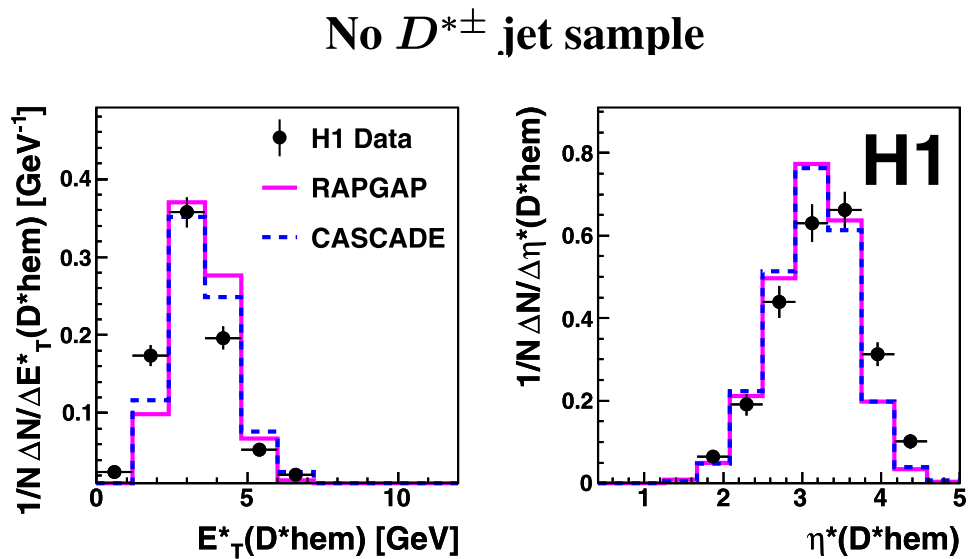 No D*± jet sample
1/N ΔN/ΔE*T(D*hem) [GeV-1]
0.4
0.3
0.2
0.1
H1 Data
RAPGAP
CASCADE
0 5 10
E*T(D*hem) [GeV]
1/N ΔN/Δη*(D*hem)
0.8
0.6
0.4
0.2
0.0
H1
1 2 3 4 5
η*(D*hem)